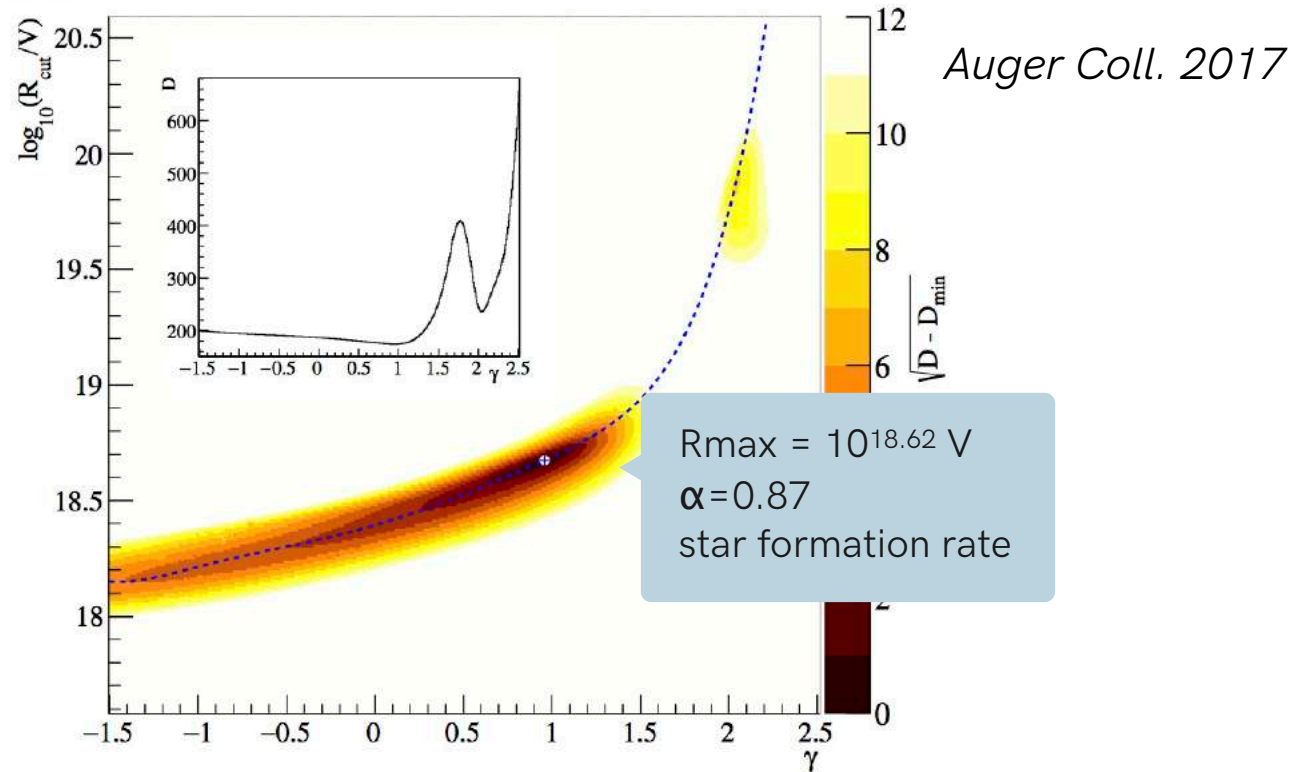 Auger Coll. 2017
log₁₀(R_cut/V)
20.5
20
19.5
19
18.5
18
D
600
500
400
300
200
−1.5 −1 −0.5 0 0.5 1 1.5 2 2.5
γ
12
10
8
6
2
0
√D - D_min
Rmax = 10¹⁸·⁶² V
α=0.87
star formation rate
−1.5 −1 −0.5 0 0.5 1 1.5 2 2.5
γ